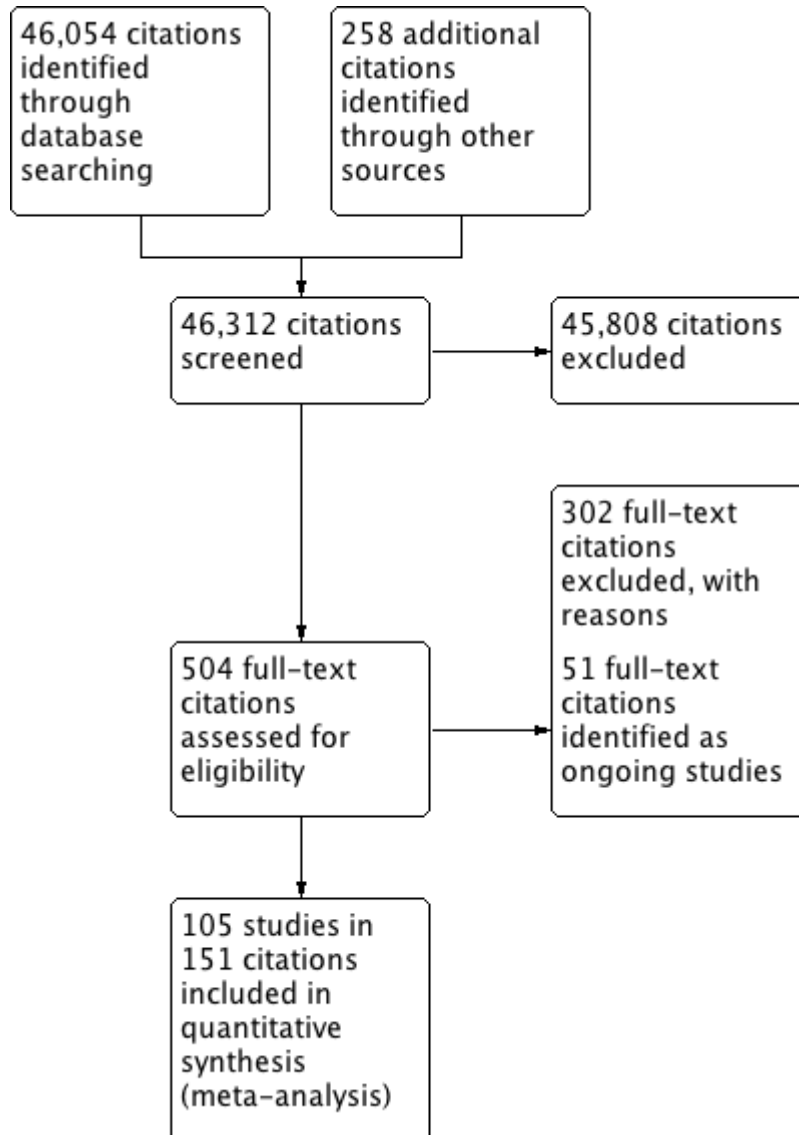 46,054 citations
identified
through
database
searching
258 additional
citations
identified
through other
sources
46,312 citations
screened
45,808 citations
excluded
302 full-text
citations
excluded, with
reasons
51 full-text
citations
identified as
ongoing studies
504 full-text
citations
assessed for
eligibility
105 studies in
151 citations
included in
quantitative
synthesis
(meta-analysis)